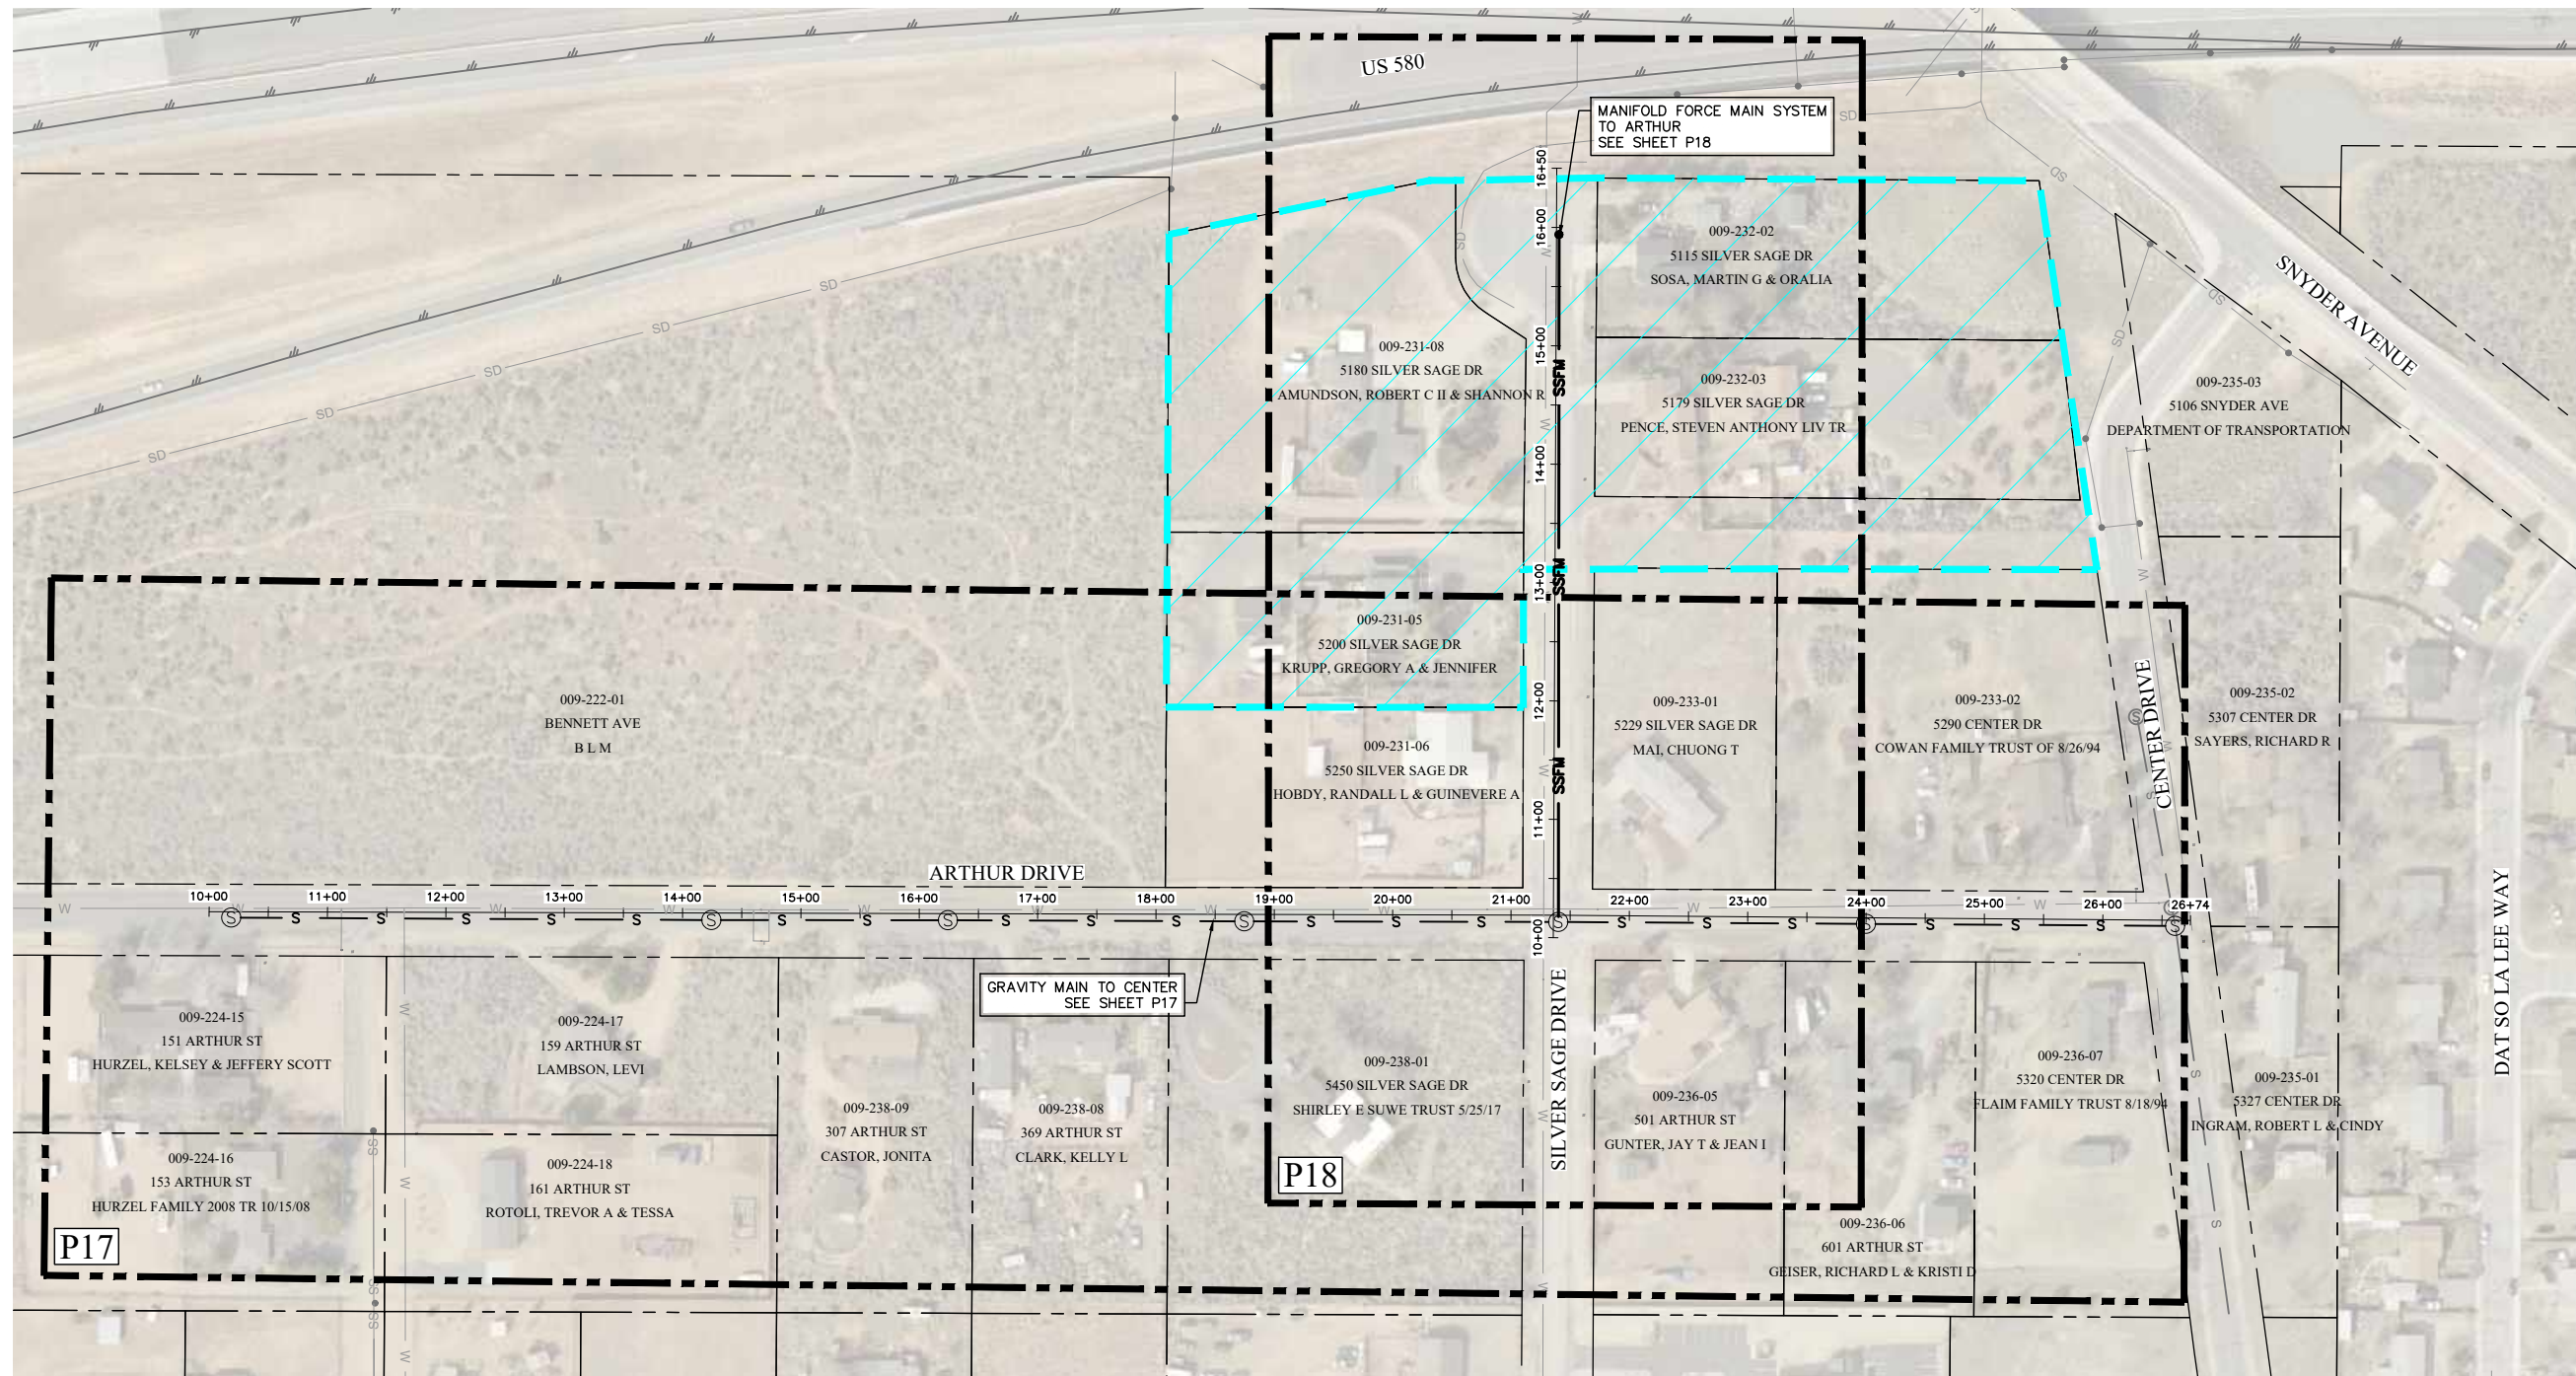 US 580
MANIFOLD FORCE MAIN SYSTEM
TO ARTHUR
SEE SHEET P18
SD
SD
SD
SD
SD
SD
SD
SD
SD
SD
W
W
W
W
16+50
16+00
15+00
14+00
13+00
12+00
11+00
10+00
SSFM
SSFM
SSFM
009-232-02
5115 SILVER SAGE DR
SOSA, MARTIN G & ORALIA
009-231-08
5180 SILVER SAGE DR
AMUNDSON, ROBERT C II & SHANNON R
009-232-03
5179 SILVER SAGE DR
PENCE, STEVEN ANTHONY LIV TR
SNYDER AVENUE
009-235-03
5106 SNYDER AVE
DEPARTMENT OF TRANSPORTATION
009-231-05
5200 SILVER SAGE DR
KRUPP, GREGORY A & JENNIFER
009-222-01
BENNETT AVE
B L M
009-231-06
5250 SILVER SAGE DR
HOBDY, RANDALL L & GUINEVERE A
009-233-01
5229 SILVER SAGE DR
MAI, CHUONG T
009-233-02
5290 CENTER DR
COWAN FAMILY TRUST OF 8/26/94
CENTER DRIVE
009-235-02
5307 CENTER DR
SAYERS, RICHARD R
ARTHUR DRIVE
10+00 11+00 12+00 13+00 14+00 15+00 16+00 17+00 18+00 19+00 20+00 21+00 22+00 23+00 24+00 25+00 26+00 26+74
S S S S S S S S S S S S S S S S S S S S S S S S
GRAVITY MAIN TO CENTER
SEE SHEET P17
DAT SO LA LEE WAY
SILVER SAGE DRIVE
009-224-15
151 ARTHUR ST
HURZEL, KELSEY & JEFFERY SCOTT
009-224-17
159 ARTHUR ST
LAMBSON, LEVI
009-238-09
307 ARTHUR ST
CASTOR, JONITA
009-238-08
369 ARTHUR ST
CLARK, KELLY L
009-238-01
5450 SILVER SAGE DR
SHIRLEY E SUWE TRUST 5/25/17
009-236-05
501 ARTHUR ST
GUNTER, JAY T & JEAN I
009-236-07
5320 CENTER DR
FLAIM FAMILY TRUST 8/18/94
009-235-01
5327 CENTER DR
INGRAM, ROBERT L & CINDY
009-224-16
153 ARTHUR ST
HURZEL FAMILY 2008 TR 10/15/08
009-224-18
161 ARTHUR ST
ROTOLI, TREVOR A & TESSA
009-236-06
601 ARTHUR ST
GEISER, RICHARD L & KRISTI D
SS
SS
SS
P17
P18